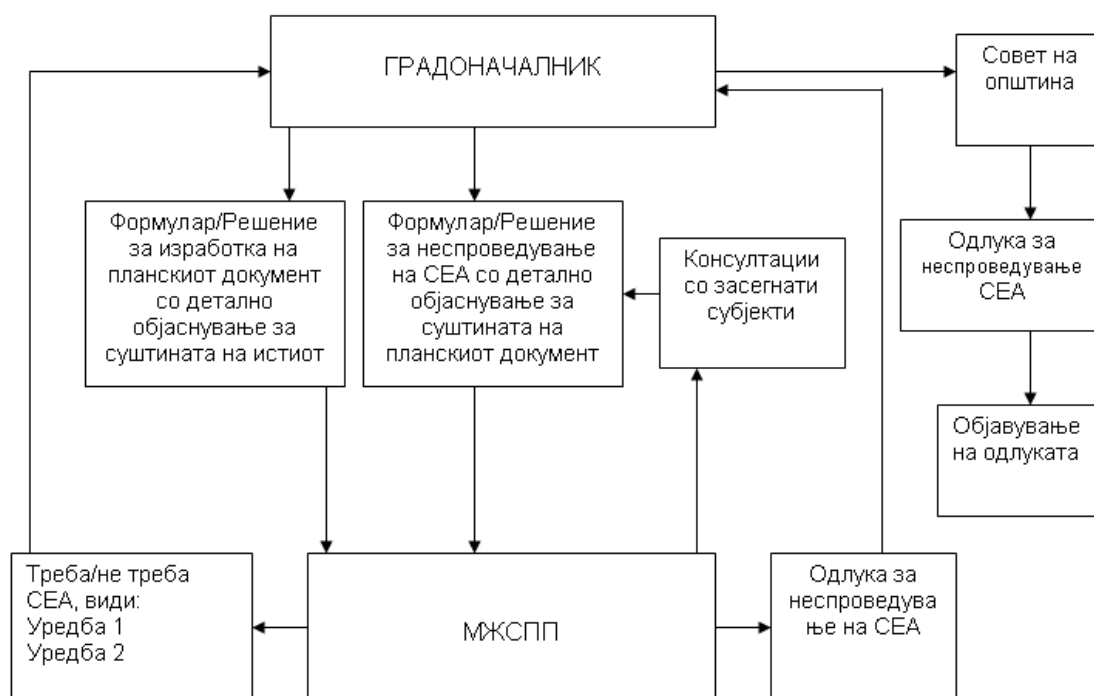 ГРАДОНАЧАЛНИК
Совет на
општина
Формулар/Решение
за изработка на
планскиот документ
со детално
објаснување за
суштината на истиот
Формулар/Решение
за неспроведување
на СЕА со детално
објаснување за
суштината на
планскиот документ
Консултации
со засегнати
субјекти
Одлука за
неспроведување
СЕА
Објавување
на одлуката
Треба/не треба
СЕА, види:
Уредба 1
Уредба 2
МЖСПП
Одлука за
неспроведува
ње на СЕА